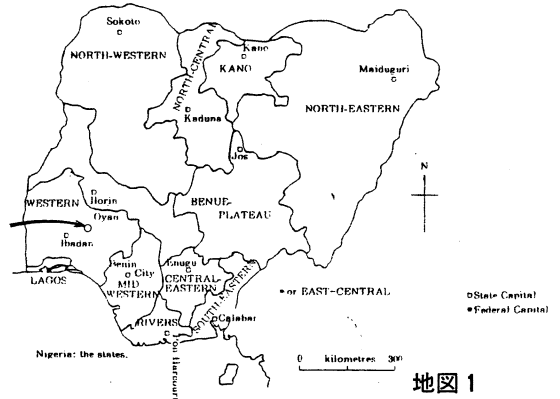 Sokoto
NORTH-WESTERN
NORTH-CENTRAL
Kano
KANO
Maiduguri
NORTH-EASTERN
Kaduna
Jos
N
WESTERN
Ilorin
Oyan
BENUE-
PLATEAU
Ibadan
Benin
City
MID
WESTERN
Enugu
CENTRAL-
EASTERN
SOUTH-EASTERN
LAGOS
• or EAST-CENTRAL
State Capital
Federal Capital
RIVERS
Calabar
Port Harcourt
Nigeria: the states.
0 kilometres 300
地図1